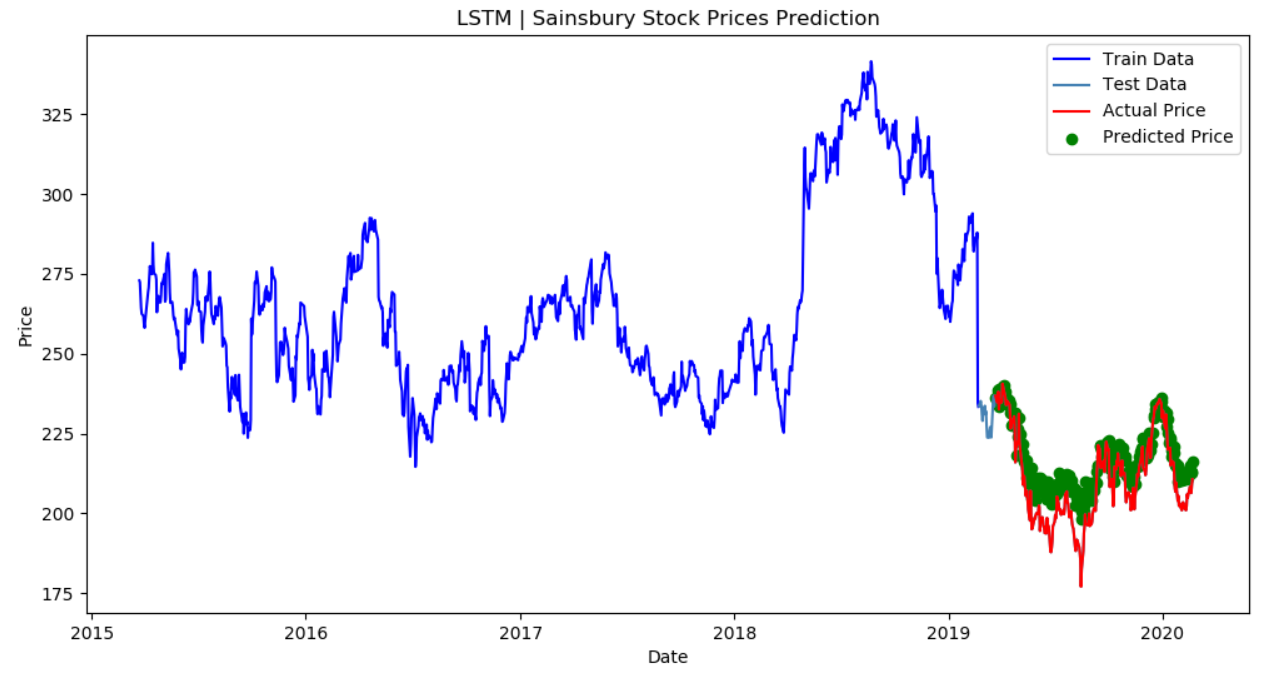 LSTM | Sainsbury Stock Prices Prediction
Train Data
Test Data
Actual Price
Predicted Price
325
300
275
250
225
200
175
Price
2015 2016 2017 2018 2019 2020
Date